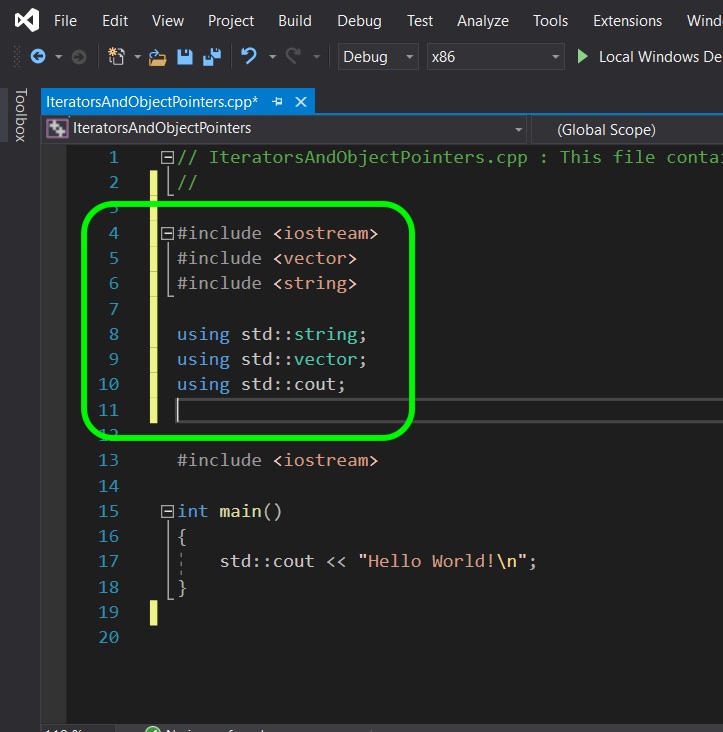 File Edit View Project Build Debug Test Analyze Tools Extensions
Debug x86 Local Windows De
Toolbox
IteratorsAndObjectPointers.cpp*
IteratorsAndObjectPointers (Global Scope)
1 // IteratorsAndObjectPointers.cpp : This file contai
2 //
3
4 #include <iostream>
5 #include <vector>
6 #include <string>
7
8 using std::string;
9 using std::vector;
10 using std::cout;
11
12
13 #include <iostream>
14
15 int main()
16 {
17 std::cout << "Hello World!\n";
18 }
19
20